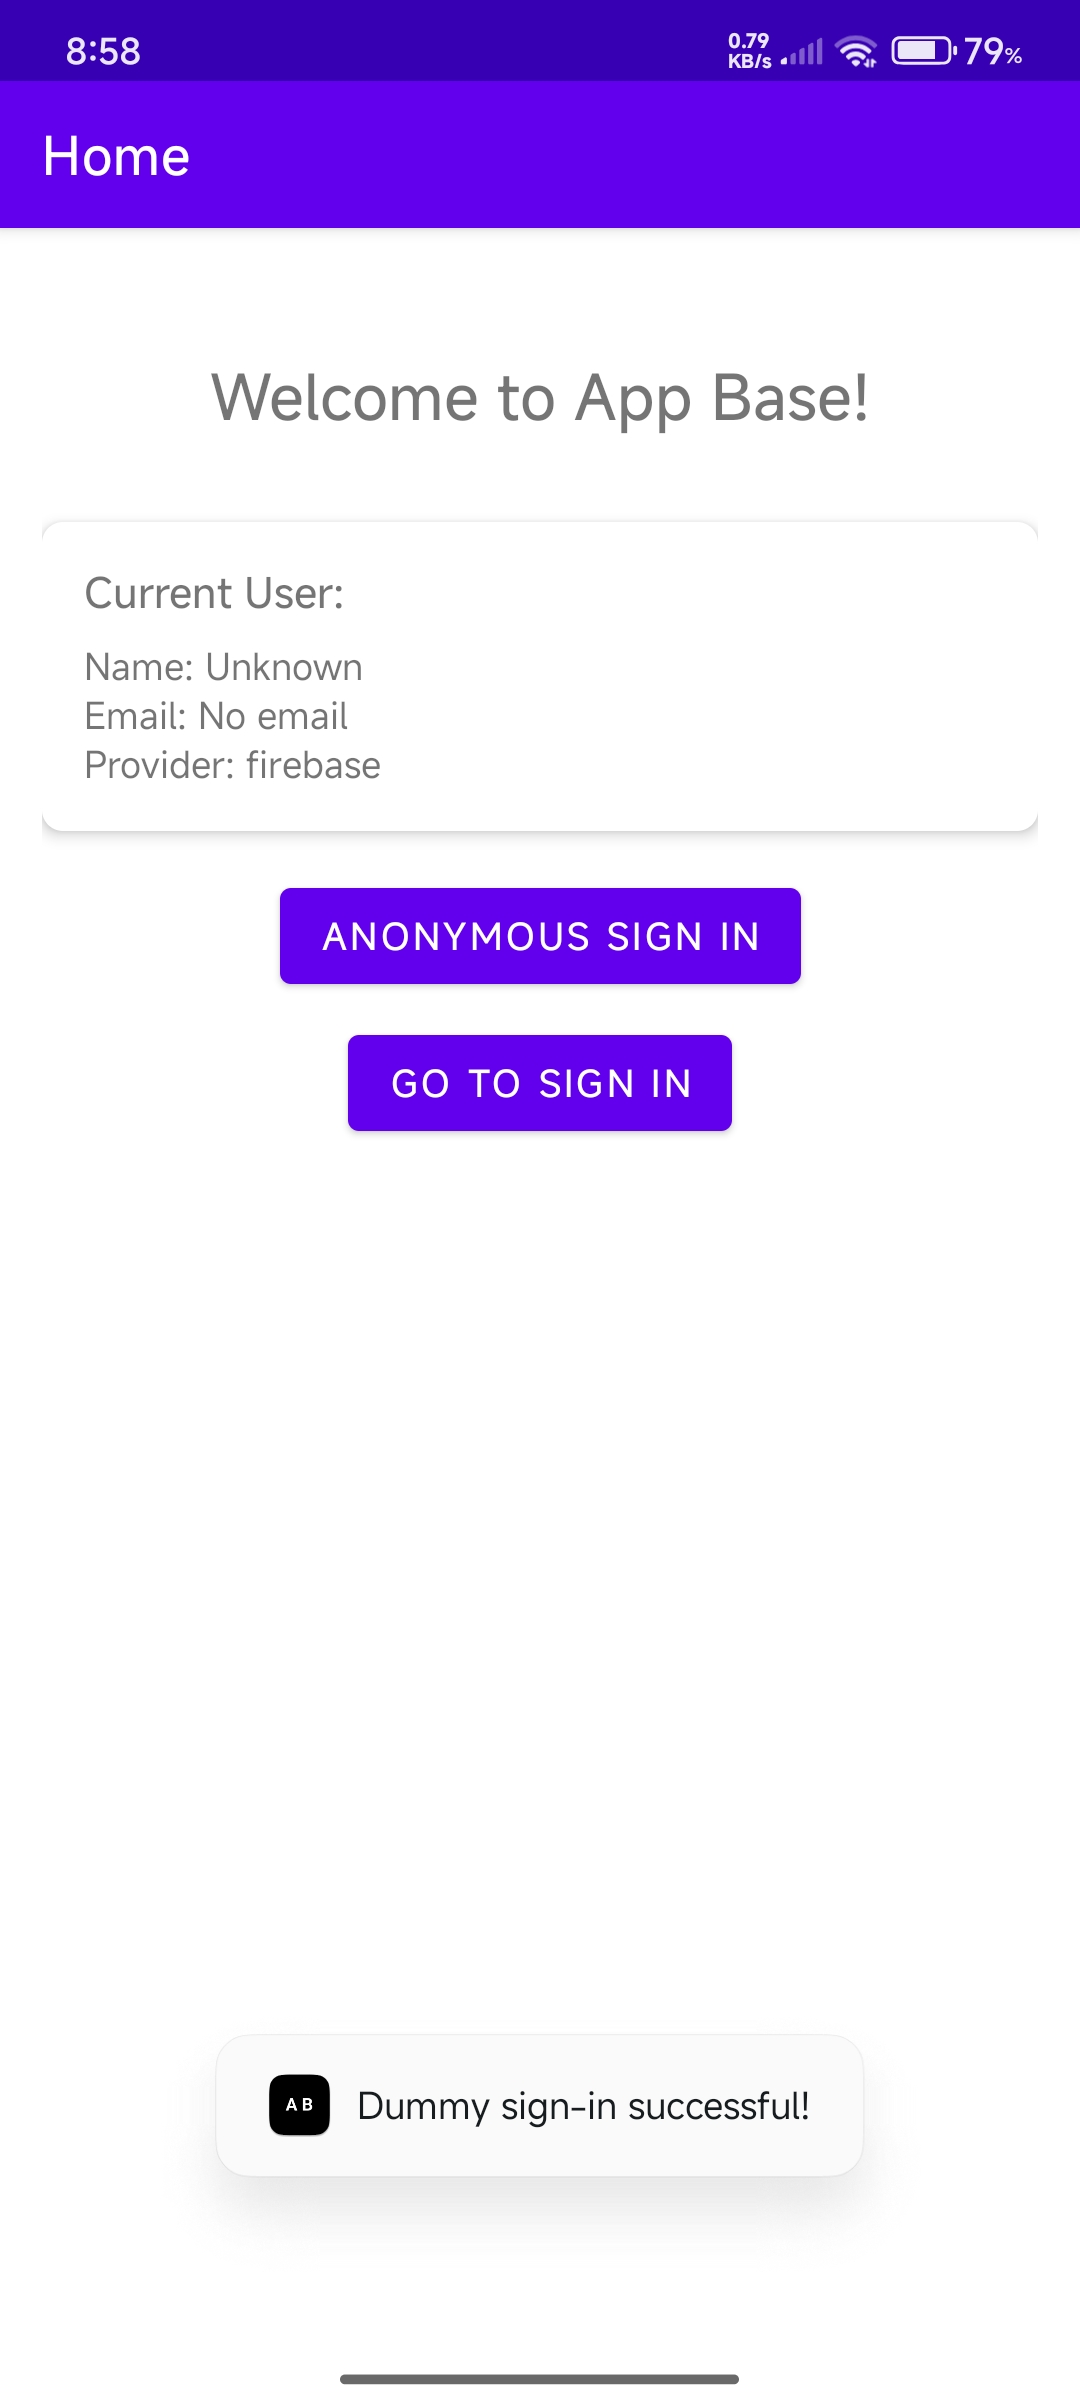 8:58
0.79
KB/s
79%
Home
Welcome to App Base!
Current User:
Name: Unknown
Email: No email
Provider: firebase
ANONYMOUS SIGN IN
GO TO SIGN IN
A B
Dummy sign-in successful!